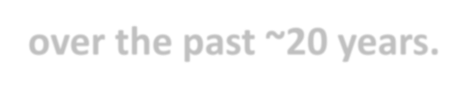 over the past ~20 years.